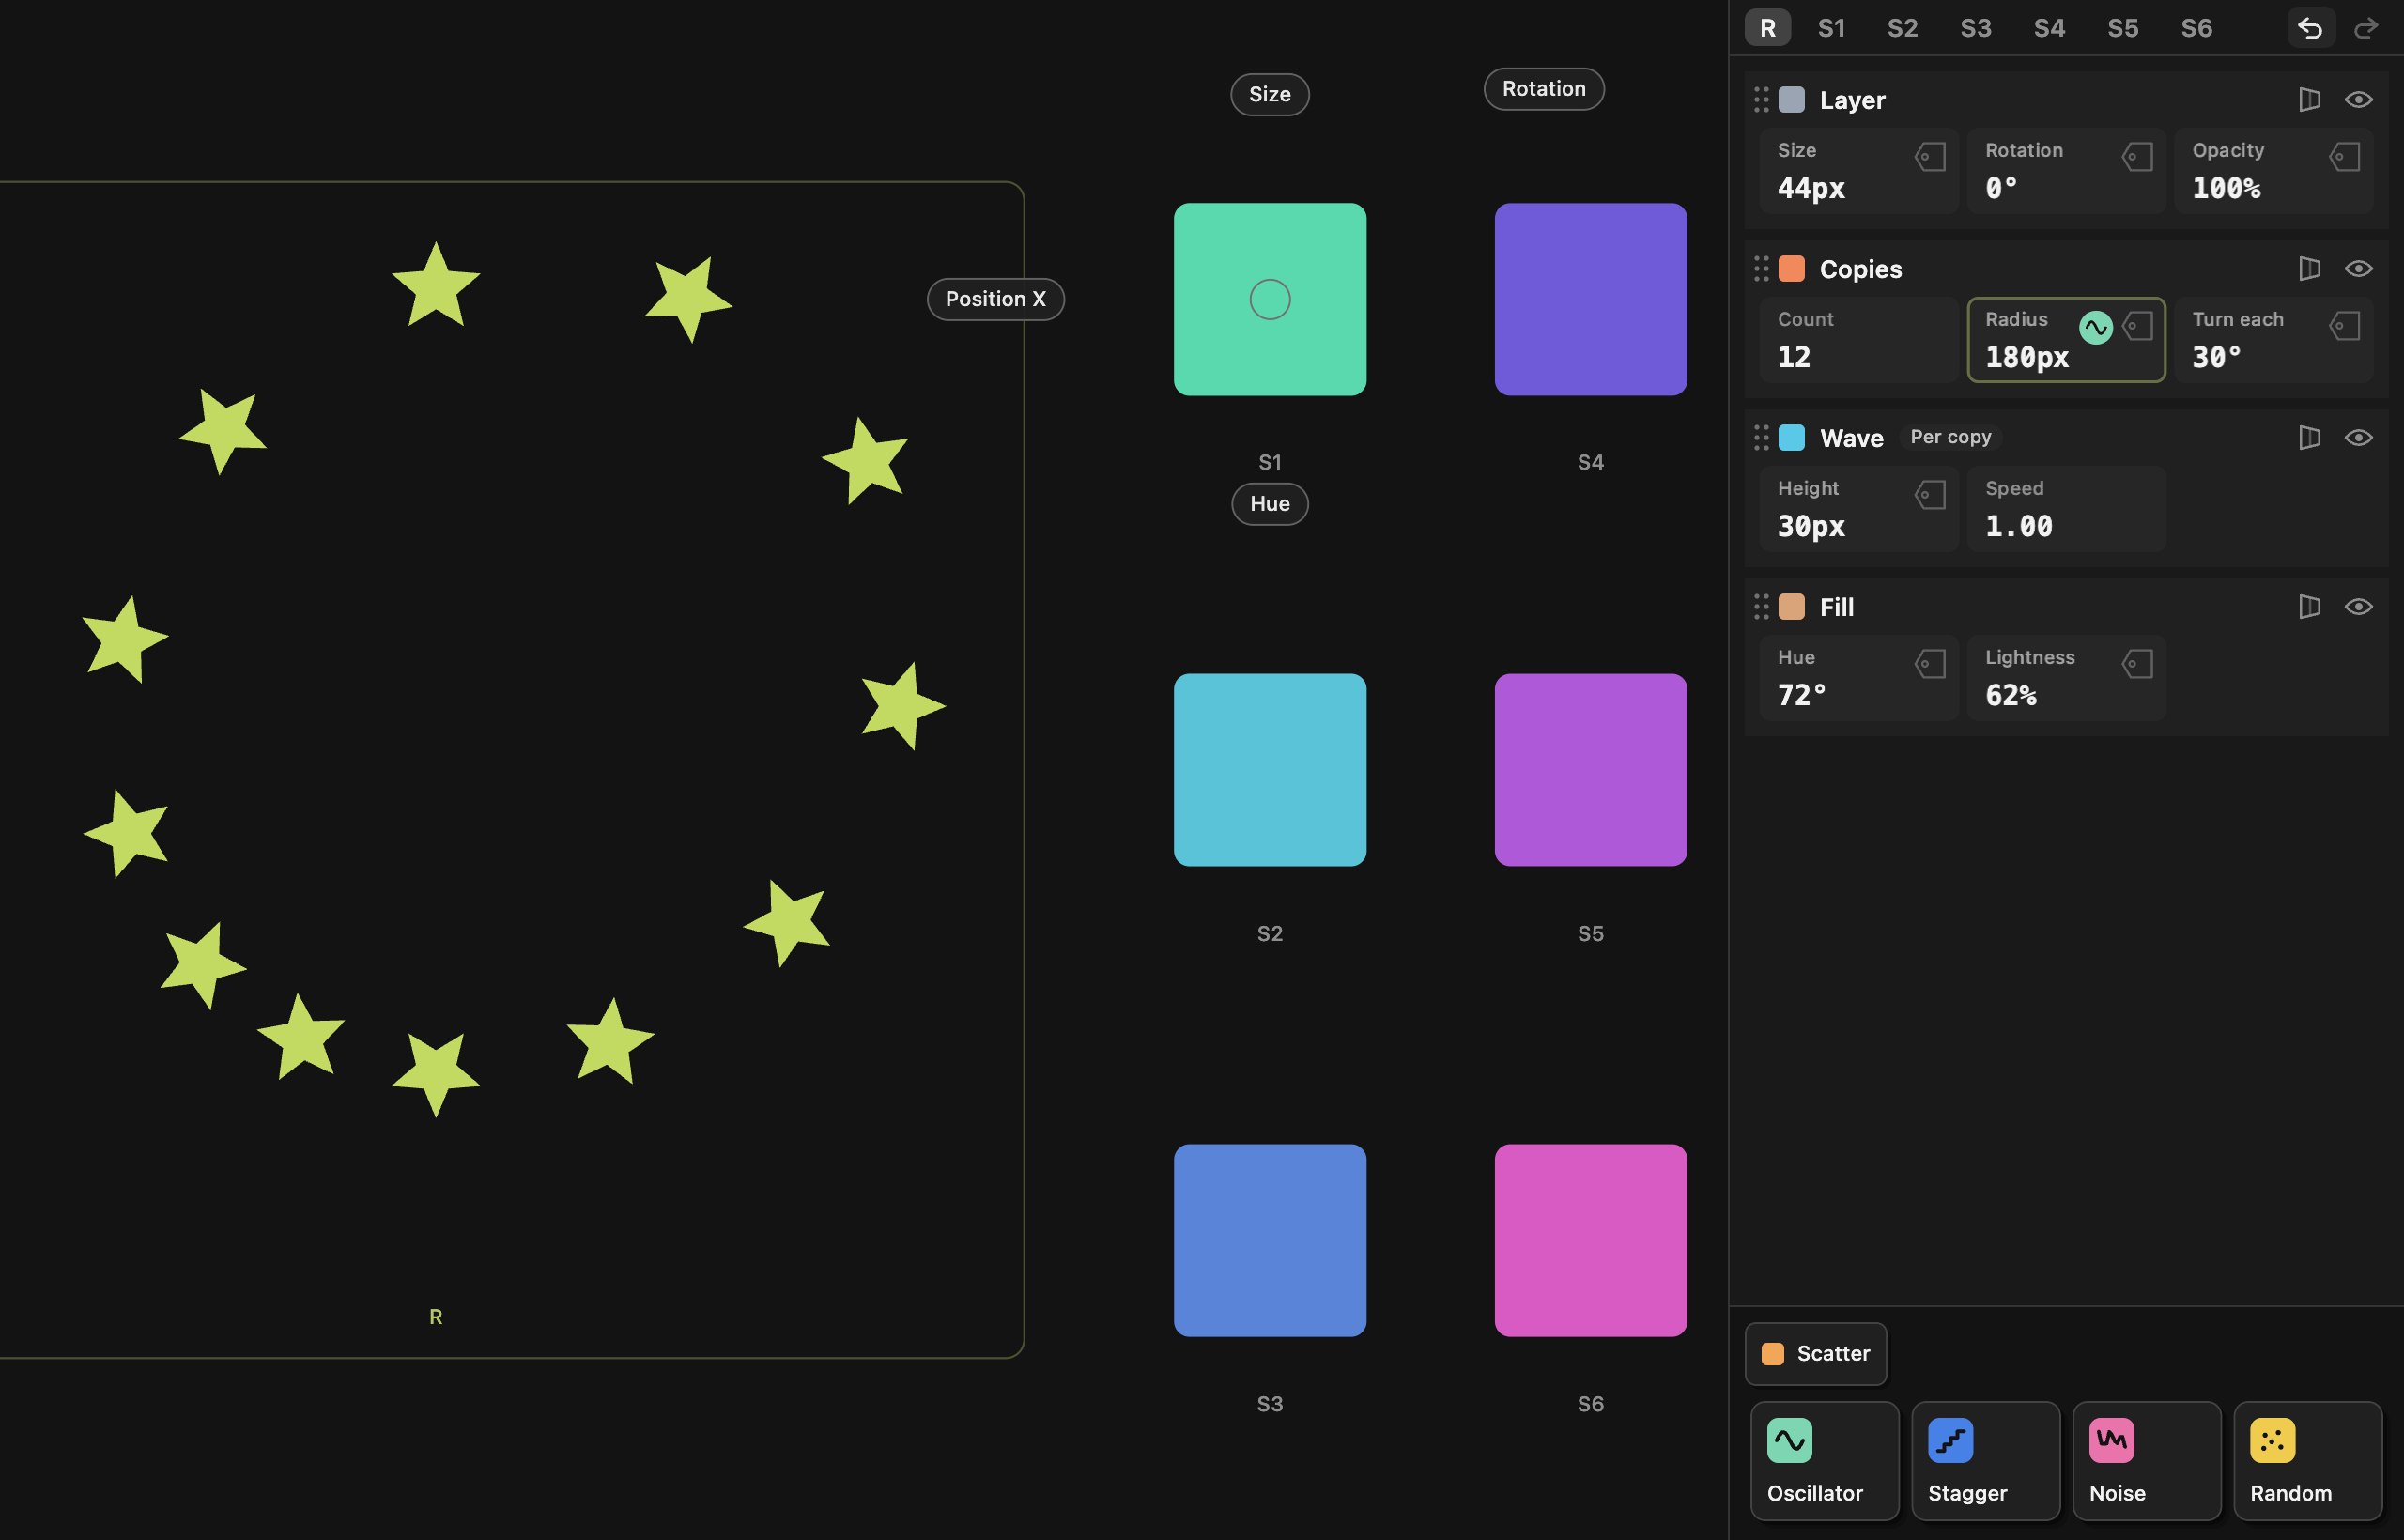 Size
Rotation
Position X
S1
S4
Hue
S2
S5
R
S3
S6
R S1 S2 S3 S4 S5 S6
Layer
Size Rotation Opacity
44px 0° 100%
Copies
Count Radius Turn each
12 180px 30°
Wave Per copy
Height Speed
30px 1.00
Fill
Hue Lightness
72° 62%
Scatter
Oscillator Stagger Noise Random